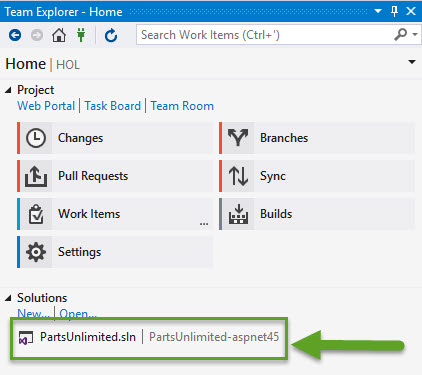 Team Explorer - Home
Search Work Items (Ctrl+')
Home | HOL
Project
Web Portal | Task Board | Team Room
Changes
Branches
Pull Requests
Sync
Work Items
...
Builds
Settings
Solutions
New... | Open...
PartsUnlimited.sln | PartsUnlimited-aspnet45